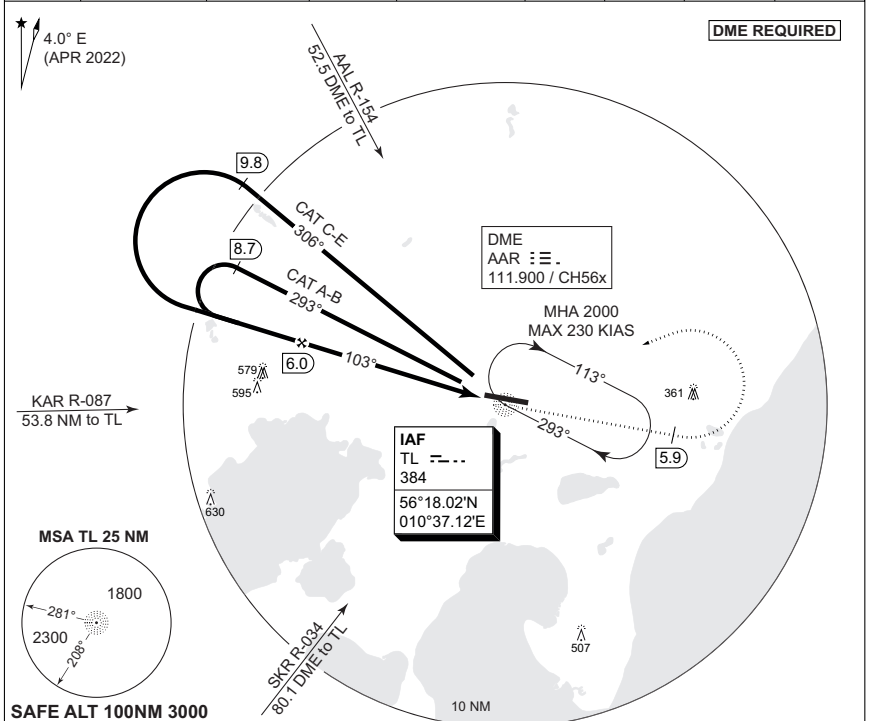 4.0° E
(APR 2022)
DME REQUIRED
AAL R-154
52.5 DME to TL
9.8
CAT C-E
306°
8.7
CAT A-B
293°
DME
AAR
111.900 / CH56x
MHA 2000
MAX 230 KIAS
6.0
103°
113°
579
595
361
293°
5.9
KAR R-087
53.8 NM to TL
IAF
TL
384
56°18.02'N
010°37.12'E
630
MSA TL 25 NM
1800
281°
2300
208°
SKR R-034
80.1 DME to TL
507
10 NM
SAFE ALT 100NM 3000